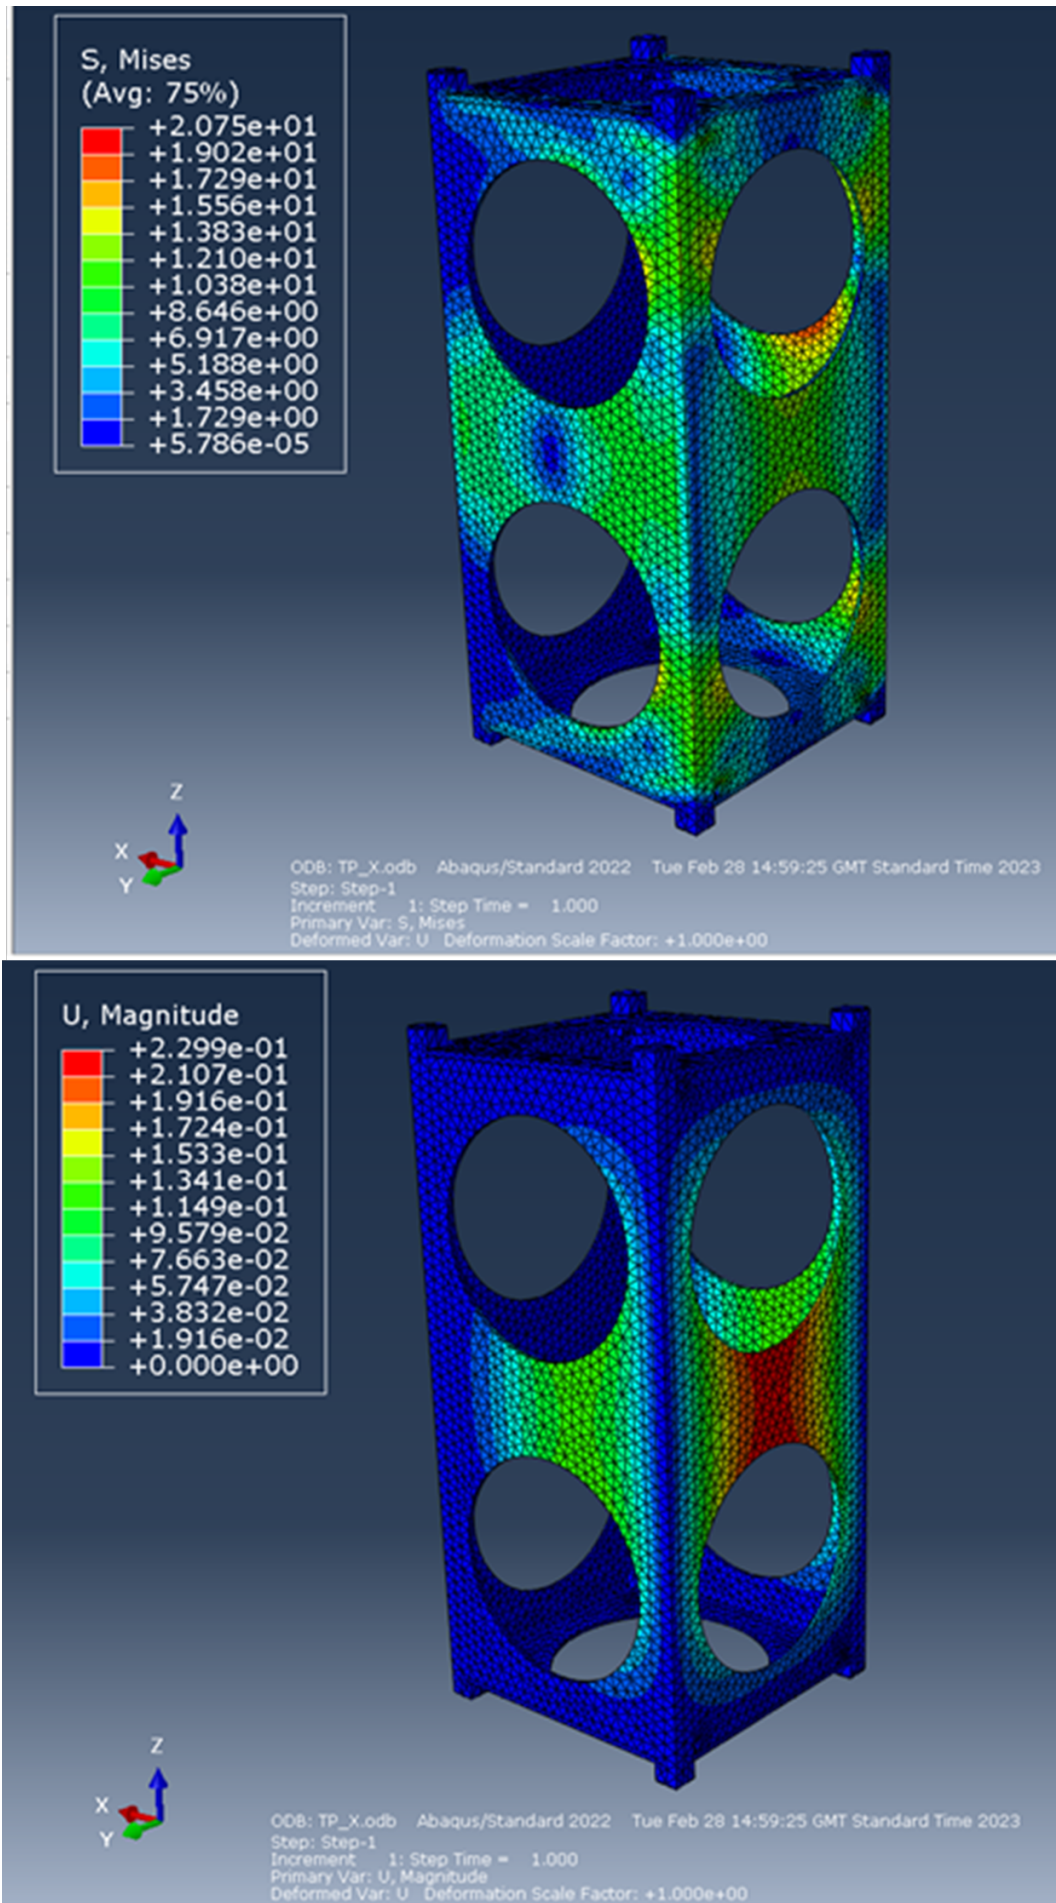 S, Mises
(Avg: 75%)
+2.075e+01
+1.902e+01
+1.729e+01
+1.556e+01
+1.383e+01
+1.210e+01
+1.038e+01
+8.646e+00
+6.917e+00
+5.188e+00
+3.458e+00
+1.729e+00
+5.786e-05
Z
X
Y
ODB: TP_X.odb Abaqus/Standard 2022 Tue Feb 28 14:59:25 GMT Standard Time 2023
Step: Step-1
Increment 1: Step Time = 1.000
Primary Var: S, Mises
Deformed Var: U Deformation Scale Factor: +1.000e+00
U, Magnitude
+2.299e-01
+2.107e-01
+1.916e-01
+1.724e-01
+1.533e-01
+1.341e-01
+1.149e-01
+9.579e-02
+7.663e-02
+5.747e-02
+3.832e-02
+1.916e-02
+0.000e+00
Z
X
Y
ODB: TP_X.odb Abaqus/Standard 2022 Tue Feb 28 14:59:25 GMT Standard Time 2023
Step: Step-1
Increment 1: Step Time = 1.000
Primary Var: U, Magnitude
Deformed Var: U Deformation Scale Factor: +1.000e+00